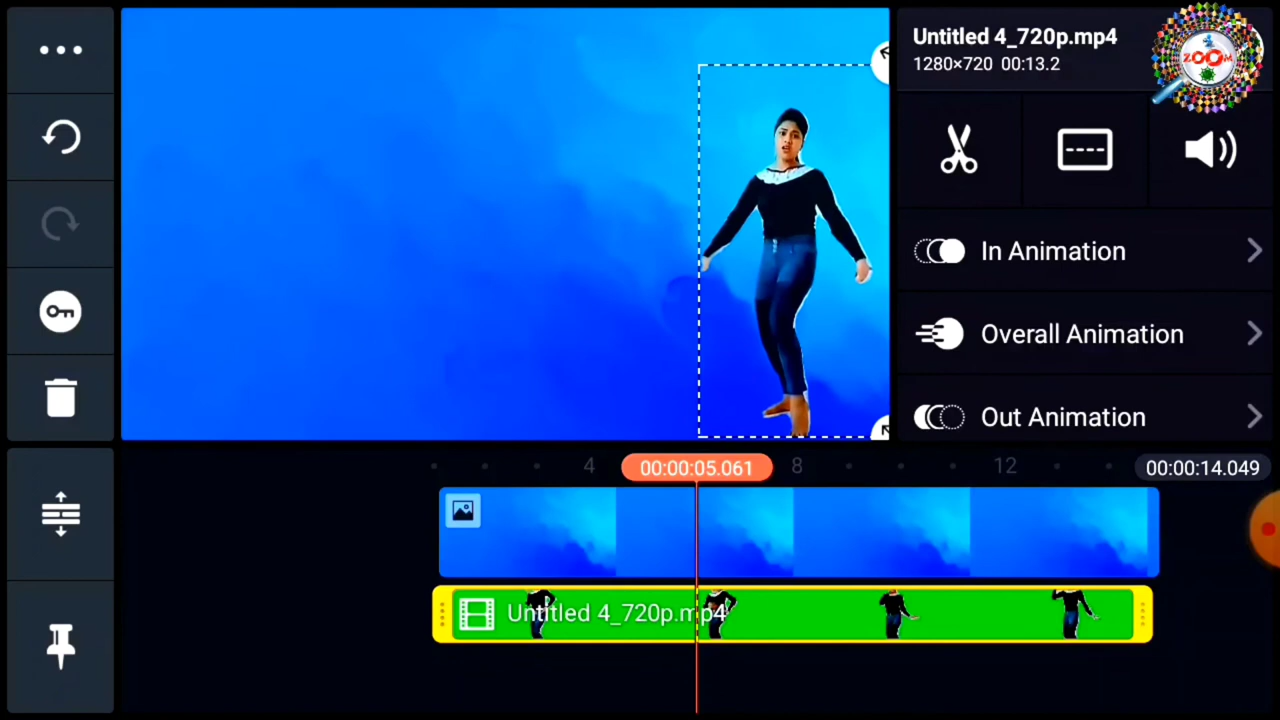 Untitled 4_720p.mp4
1280×720 00:13.2
ZOOM
In Animation
Overall Animation
Out Animation
4
00:00:05.061
8
12
00:00:14.049
Untitled 4_720p.mp4